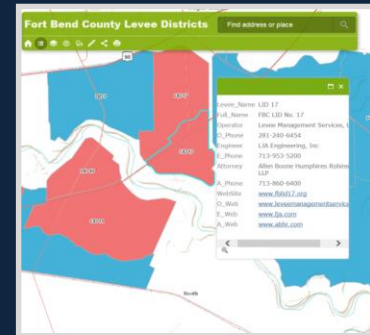 Fort Bend County Levee Districts
Find address or place
90
Levee_Name LID 17
Full_Name FBC LID No. 17
Operator Levee Management Services, L
O_Phone 281-240-6454
Engineer LJA Engineering, Inc
E_Phone 713-953-5200
Attorney Allen Boone Humphires Robins
LLP
A_Phone 713-860-6400
WebSite www.fblid17.org
O_Web www.leveemanagementservice
E_Web www.lja.com
A_Web www.abhr.com